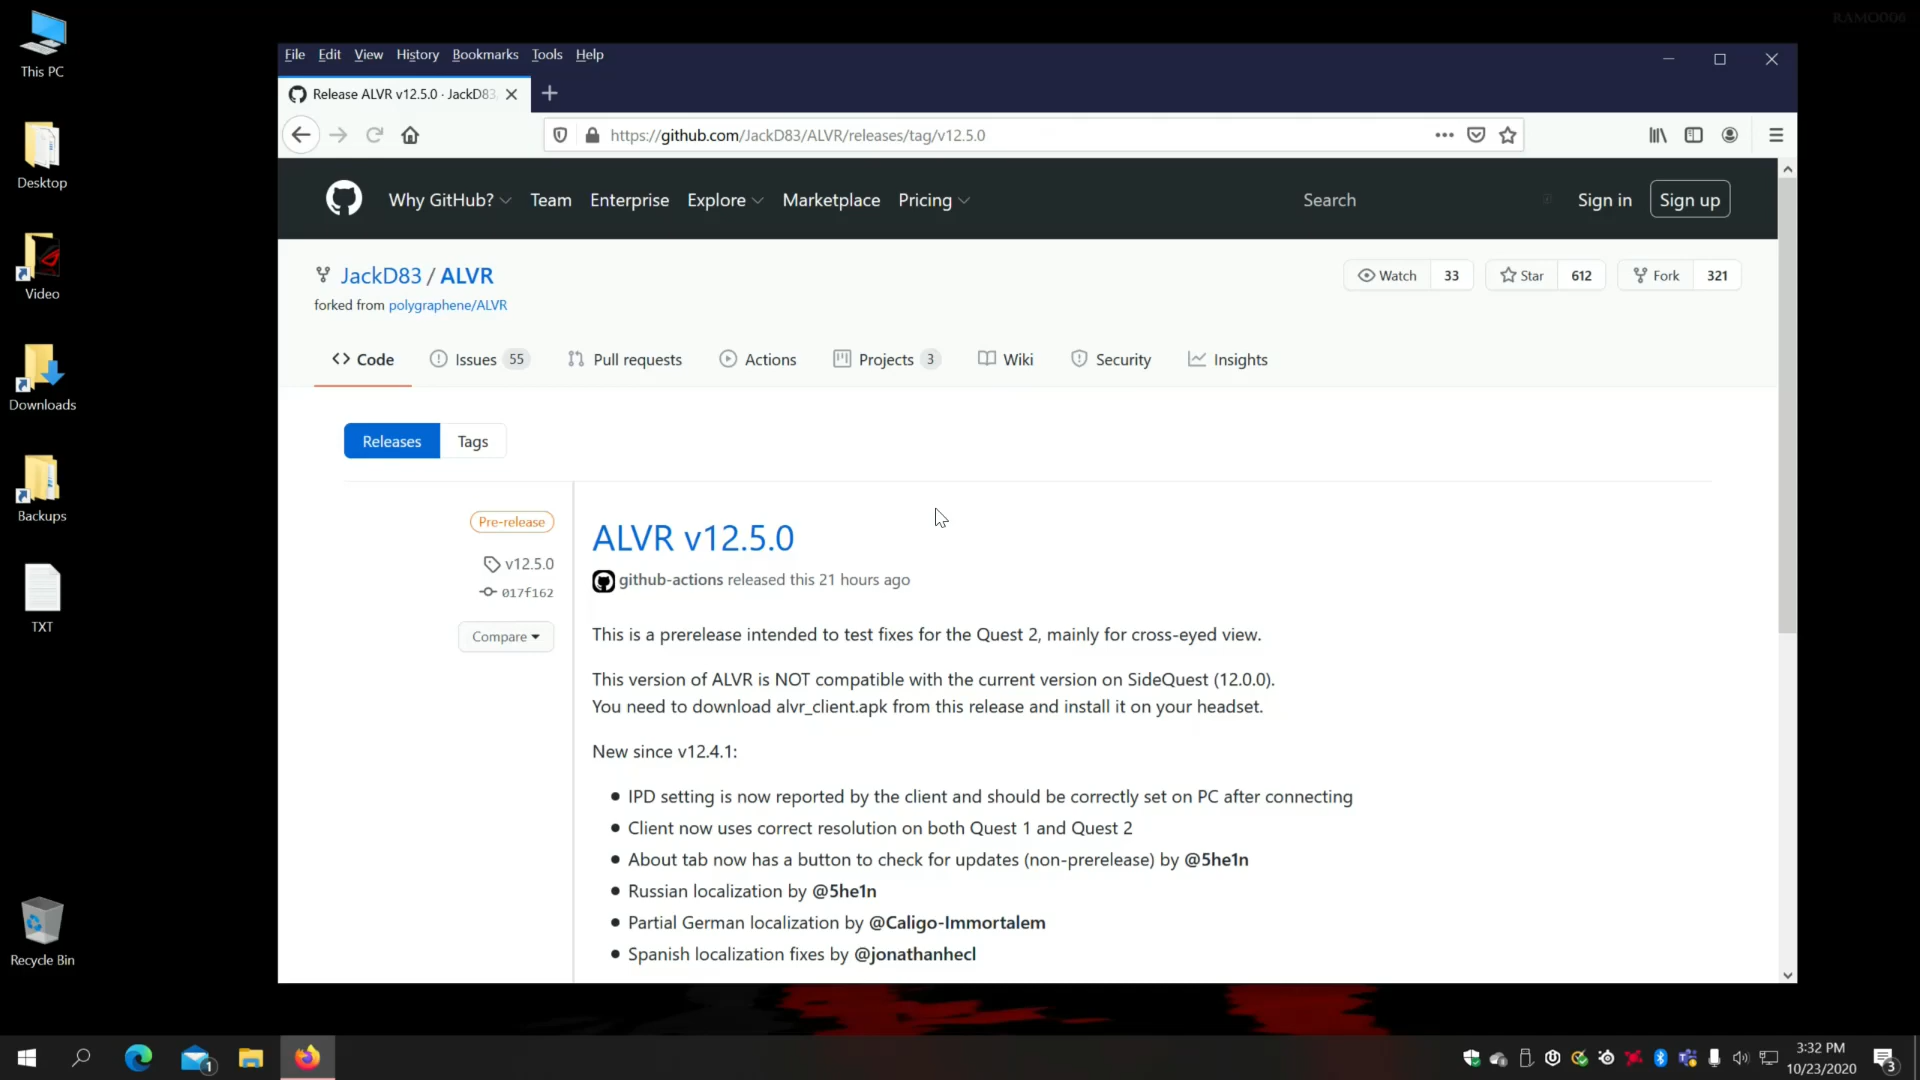 RAMO006
This PC
Desktop
Video
Downloads
Backups
TXT
Recycle Bin
File Edit View History Bookmarks Tools Help
Release ALVR v12.5.0 · JackD83
https://github.com/JackD83/ALVR/releases/tag/v12.5.0
Why GitHub? Team Enterprise Explore Marketplace Pricing Search Sign in Sign up
JackD83 / ALVR
Watch 33 Star 612 Fork 321
forked from polygraphene/ALVR
Code Issues 55 Pull requests Actions Projects 3 Wiki Security Insights
Releases Tags
Pre-release
v12.5.0
017f162
Compare
ALVR v12.5.0
github-actions released this 21 hours ago
This is a prerelease intended to test fixes for the Quest 2, mainly for cross-eyed view.
This version of ALVR is NOT compatible with the current version on SideQuest (12.0.0).
You need to download alvr_client.apk from this release and install it on your headset.
New since v12.4.1:
• IPD setting is now reported by the client and should be correctly set on PC after connecting
• Client now uses correct resolution on both Quest 1 and Quest 2
• About tab now has a button to check for updates (non-prerelease) by @5he1n
• Russian localization by @5he1n
• Partial German localization by @Caligo-Immortalem
• Spanish localization fixes by @jonathanhecl
1
3:32 PM
10/23/2020
3